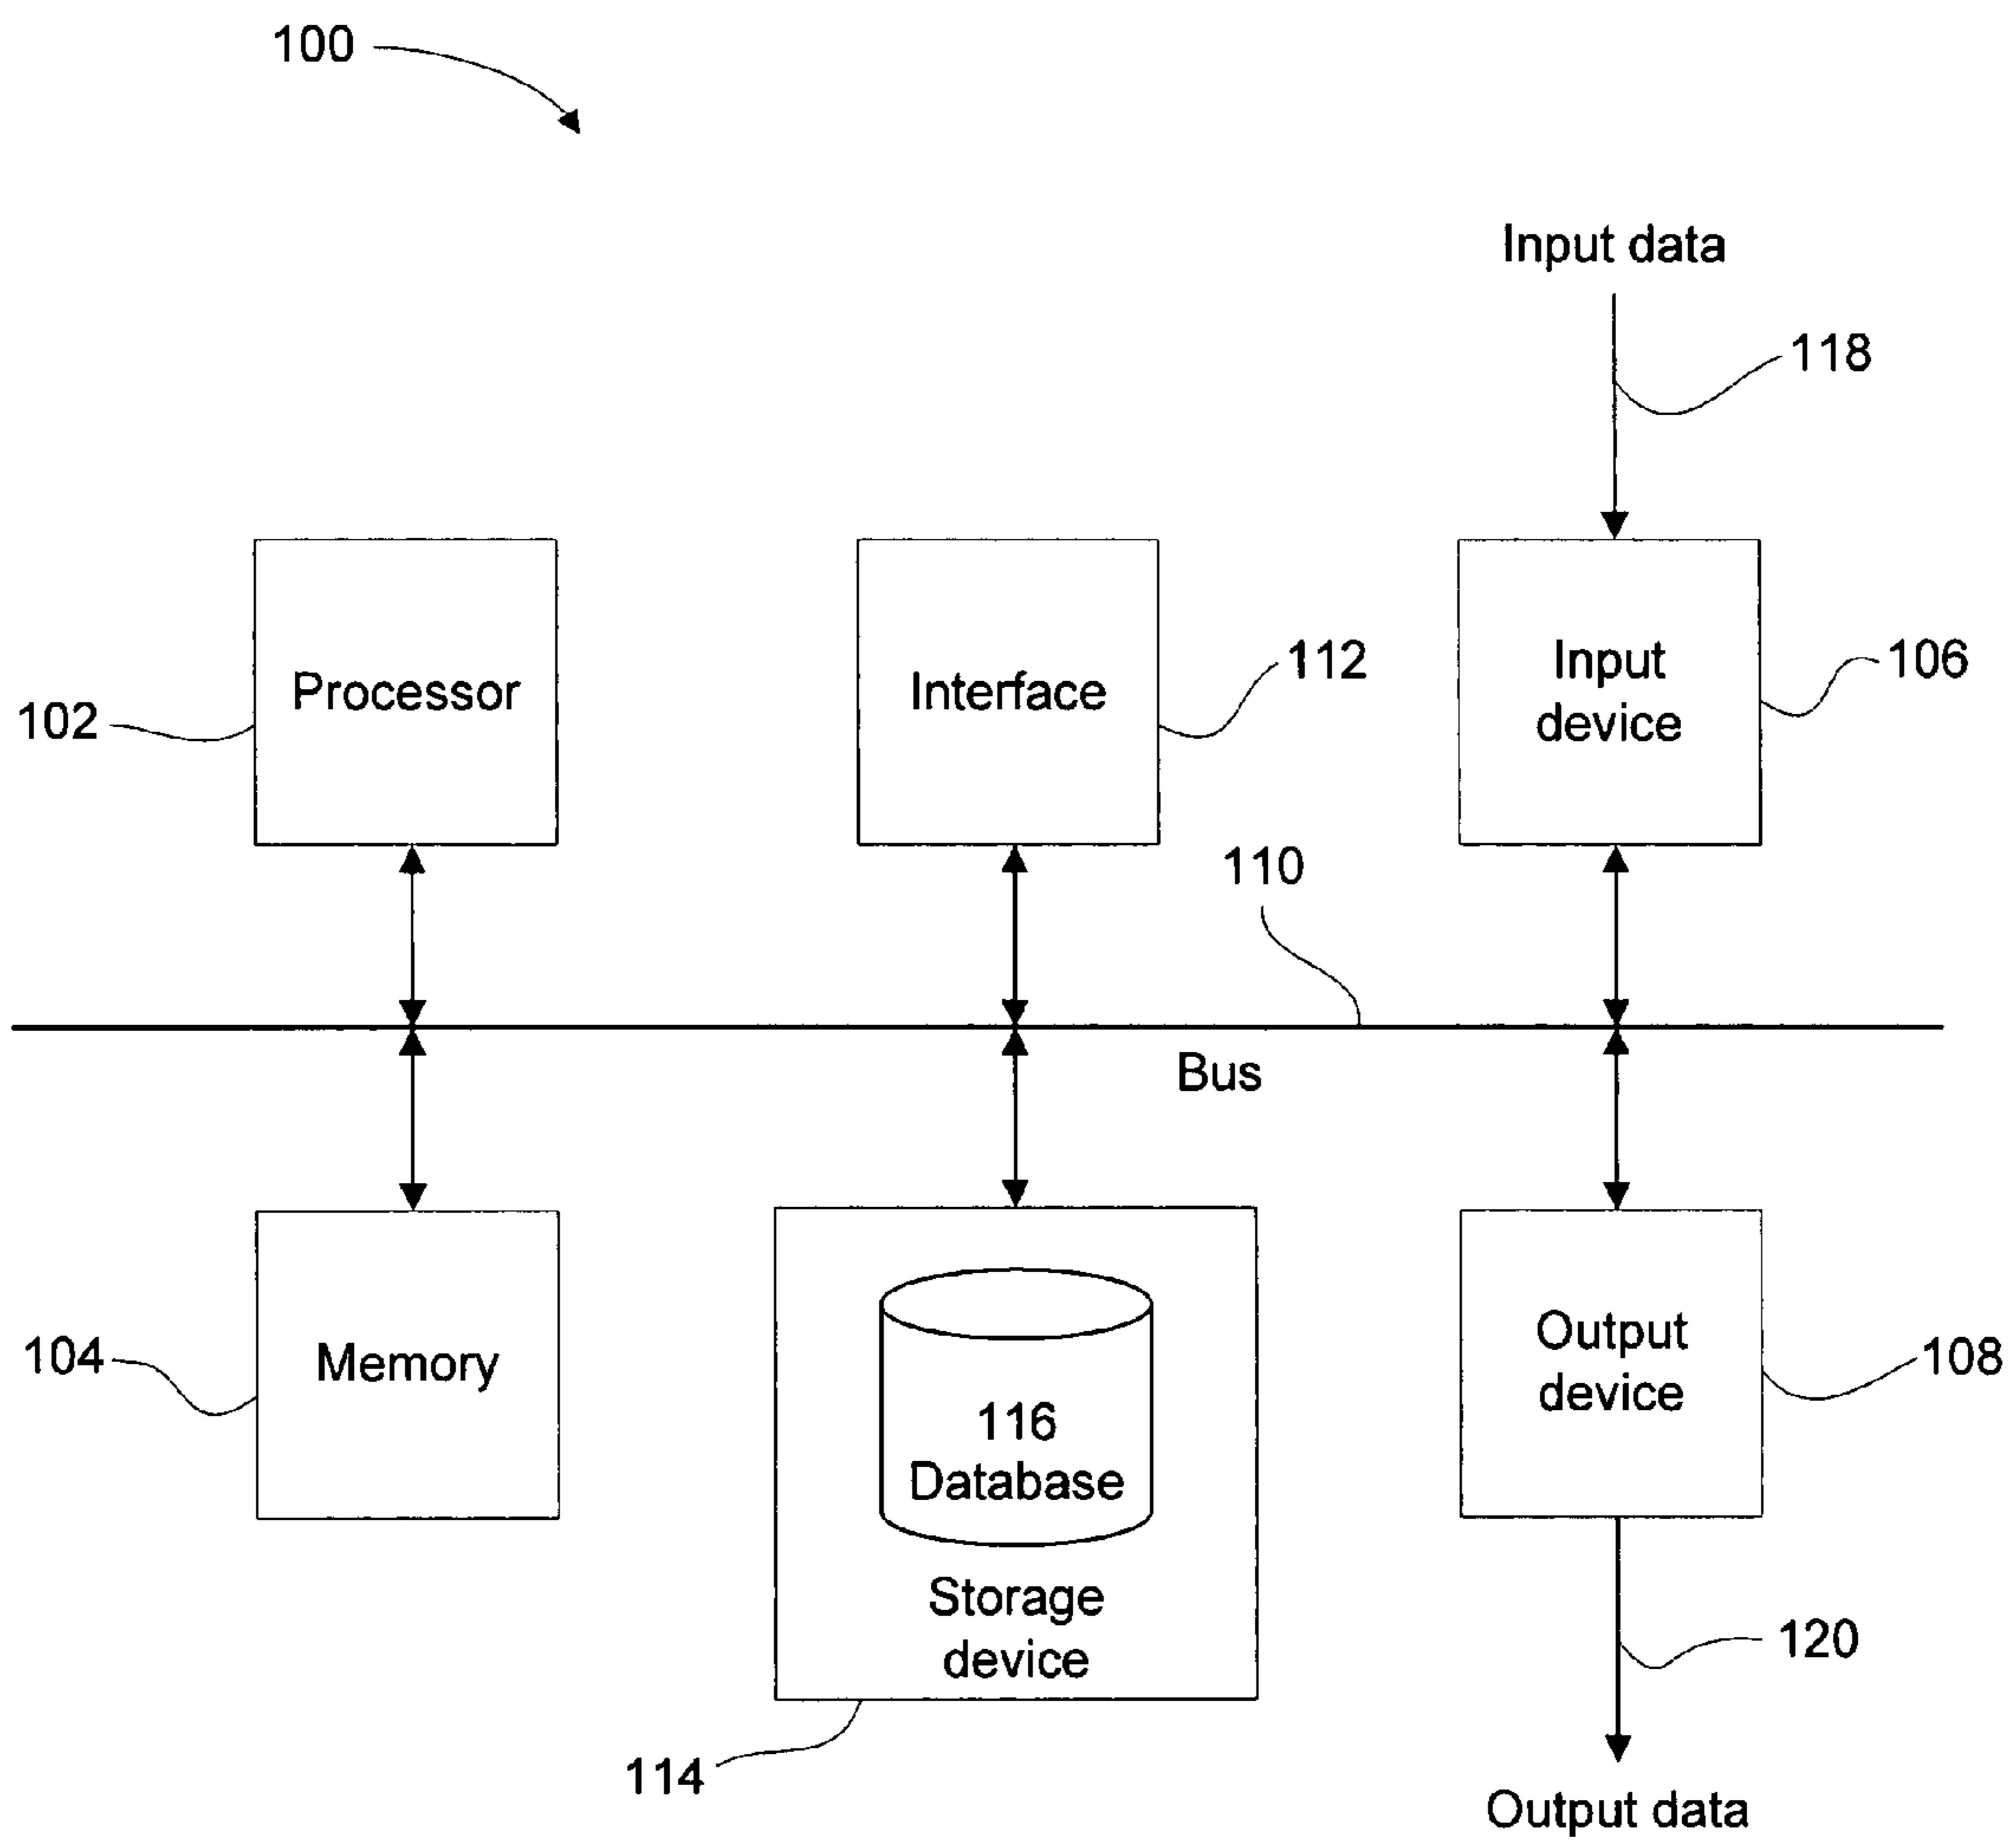 100
Input data
118
Processor
102
Interface
112
Input
device
106
110
Bus
Memory
104
116
Database
Storage
device
114
Output
device
108
120
Output data